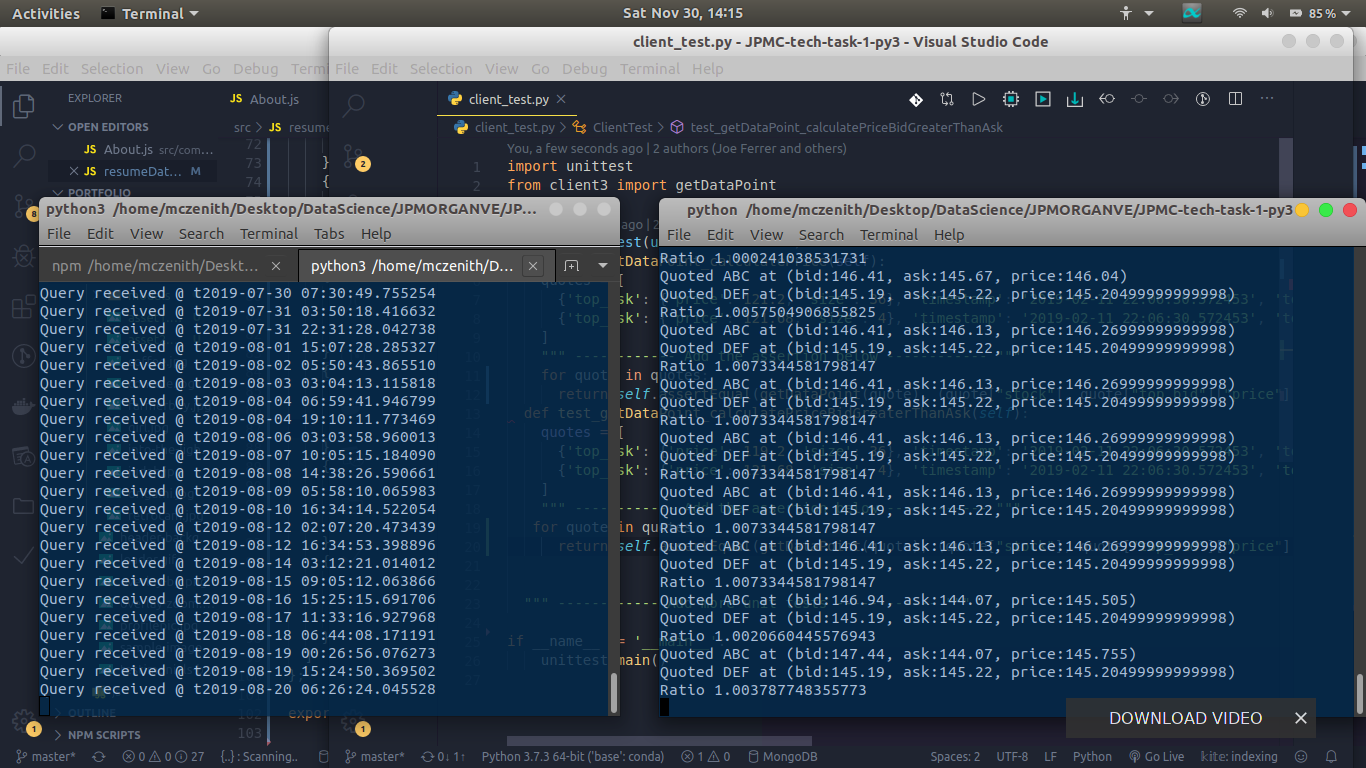 Activities Terminal Sat Nov 30, 14:15 85%
client_test.py - JPMC-tech-task-1-py3 - Visual Studio Code
File Edit Selection View Go Debug Termi
File Edit Selection View Go Debug Terminal Help
EXPLORER
JS About.js
OPEN EDITORS
src > JS resume
JS About.js src/com...
× JS resumeDat... M
PORTFOLIO
72
73 }
74 {
8
client_test.py ×
client_test.py > ClientTest > test_getDataPoint_calculatePriceBidGreaterThanAsk
You, a few seconds ago | 2 authors (Joe Ferrer and others)
1 import unittest
2 from client3 import getDataPoint
2
python3 /home/mczenith/Desktop/DataScience/JPMORGANVE/JP...
File Edit View Search Terminal Tabs Help
npm /home/mczenith/Deskt... ×
python3 /home/mczenith/D... ×
Query received @ t2019-07-30 07:30:49.755254
Query received @ t2019-07-31 03:50:18.416632
Query received @ t2019-07-31 22:31:28.042738
Query received @ t2019-08-01 15:07:28.285327
Query received @ t2019-08-02 05:50:43.865510
Query received @ t2019-08-03 03:04:13.115818
Query received @ t2019-08-04 06:59:41.946799
Query received @ t2019-08-04 19:10:11.773469
Query received @ t2019-08-06 03:03:58.960013
Query received @ t2019-08-07 10:05:15.184090
Query received @ t2019-08-08 14:38:26.590661
Query received @ t2019-08-09 05:58:10.065983
Query received @ t2019-08-10 16:34:14.522054
Query received @ t2019-08-12 02:07:20.473439
Query received @ t2019-08-12 16:34:53.398896
Query received @ t2019-08-14 03:12:21.014012
Query received @ t2019-08-15 09:05:12.063866
Query received @ t2019-08-16 15:25:15.691706
Query received @ t2019-08-17 11:33:16.927968
Query received @ t2019-08-18 06:44:08.171191
Query received @ t2019-08-19 00:26:56.076273
Query received @ t2019-08-19 15:24:50.369502
Query received @ t2019-08-20 06:26:24.045528
python /home/mczenith/Desktop/DataScience/JPMORGANVE/JPMC-tech-task-1-py3
File Edit View Search Terminal Help
Ratio 1.000241038531731
Quoted ABC at (bid:146.41, ask:145.67, price:146.04)
Quoted DEF at (bid:145.19, ask:145.22, price:145.20499999999998)
Ratio 1.0057504906855825
Quoted ABC at (bid:146.41, ask:146.13, price:146.26999999999998)
Quoted DEF at (bid:145.19, ask:145.22, price:145.20499999999998)
Ratio 1.0073344581798147
Quoted ABC at (bid:146.41, ask:146.13, price:146.26999999999998)
Quoted DEF at (bid:145.19, ask:145.22, price:145.20499999999998)
Ratio 1.0073344581798147
Quoted ABC at (bid:146.41, ask:146.13, price:146.26999999999998)
Quoted DEF at (bid:145.19, ask:145.22, price:145.20499999999998)
Ratio 1.0073344581798147
Quoted ABC at (bid:146.41, ask:146.13, price:146.26999999999998)
Quoted DEF at (bid:145.19, ask:145.22, price:145.20499999999998)
Ratio 1.0073344581798147
Quoted ABC at (bid:146.41, ask:146.13, price:146.26999999999998)
Quoted DEF at (bid:145.19, ask:145.22, price:145.20499999999998)
Ratio 1.0073344581798147
Quoted ABC at (bid:146.94, ask:144.07, price:145.505)
Quoted DEF at (bid:145.19, ask:145.22, price:145.20499999999998)
Ratio 1.0020660445576943
Quoted ABC at (bid:147.44, ask:144.07, price:145.755)
Quoted DEF at (bid:145.19, ask:145.22, price:145.20499999999998)
Ratio 1.003787748355773
OUTLINE
NPM SCRIPTS
expor
103
1
1
DOWNLOAD VIDEO ×
master* 0 0 27 {..} : Scanning..
master* 0↓ 1↑ Python 3.7.3 64-bit ('base': conda) 1 0 MongoDB Spaces: 2 UTF-8 LF Python Go Live kite: indexing